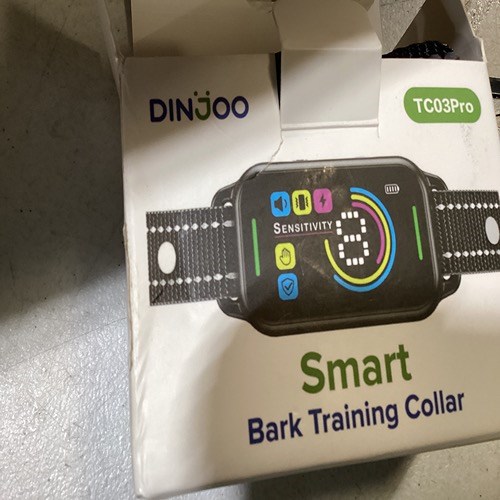 DINJOO
TC03Pro
SENSITIVITY
8
Smart
Bark Training Collar